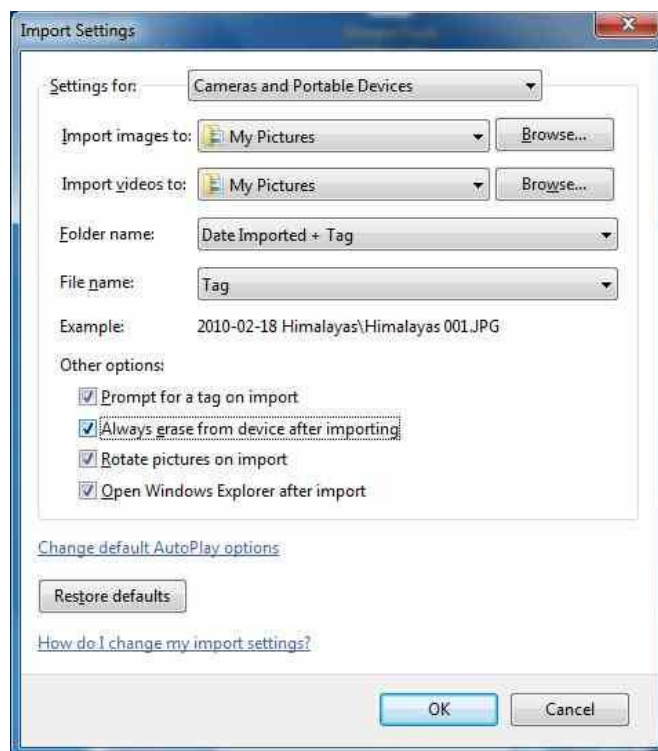 Import Settings
Settings for: Cameras and Portable Devices
Import images to: My Pictures Browse...
Import videos to: My Pictures Browse...
Folder name: Date Imported + Tag
File name: Tag
Example: 2010-02-18 Himalayas\Himalayas 001.JPG
Other options:
Prompt for a tag on import
Always erase from device after importing
Rotate pictures on import
Open Windows Explorer after import
Change default AutoPlay options
Restore defaults
How do I change my import settings?
OK Cancel